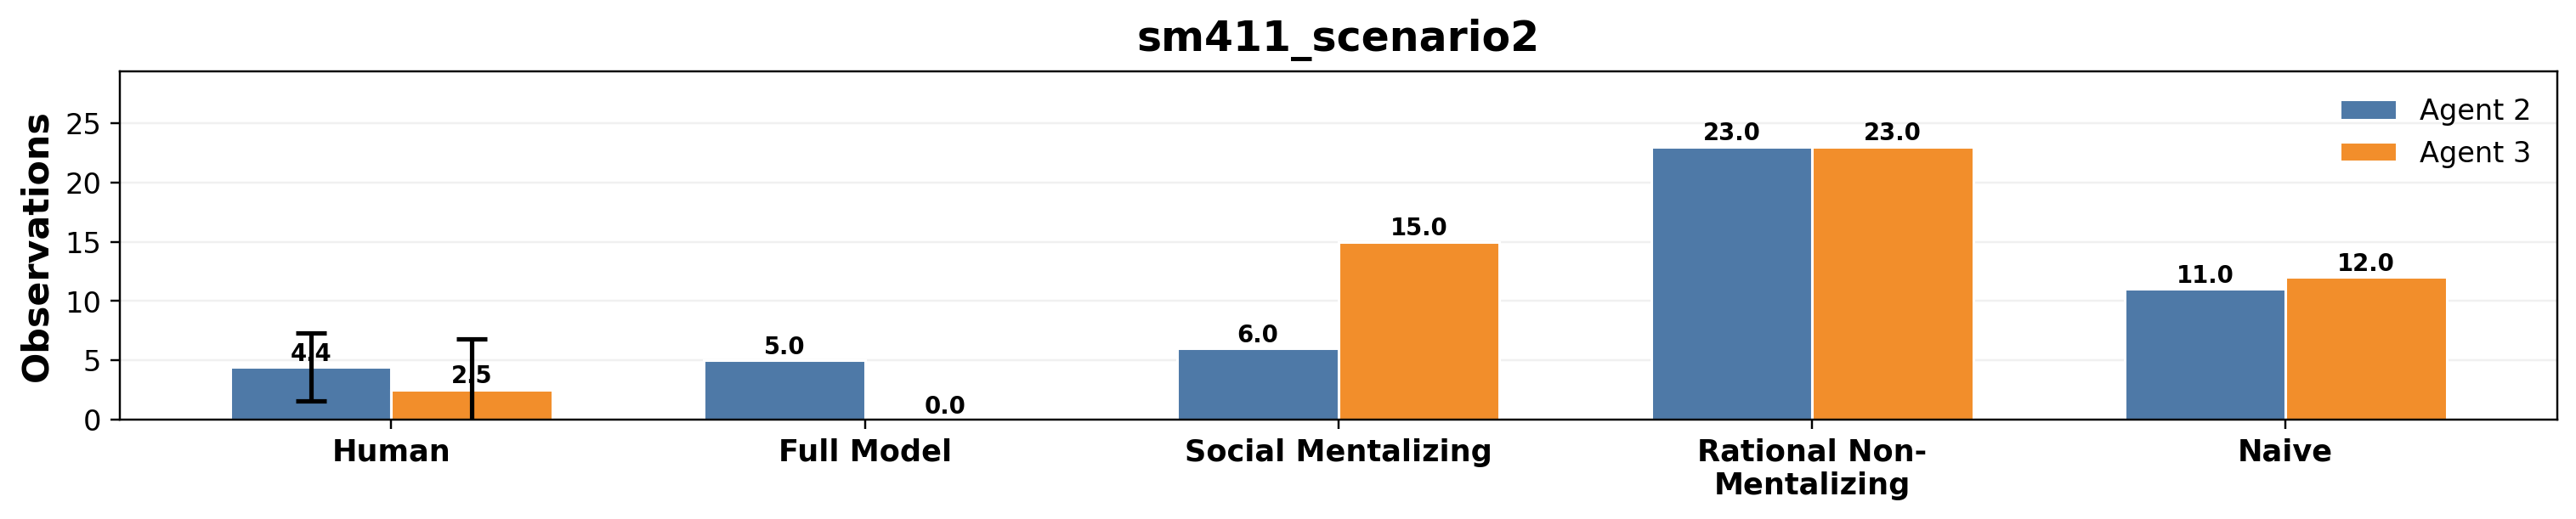 sm411_scenario2
Observations
25
20
15
10
5
0
Agent 2
Agent 3
4.4
2.5
5.0
0.0
6.0
15.0
23.0
23.0
11.0
12.0
Human
Full Model
Social Mentalizing
Rational Non-
Mentalizing
Naive